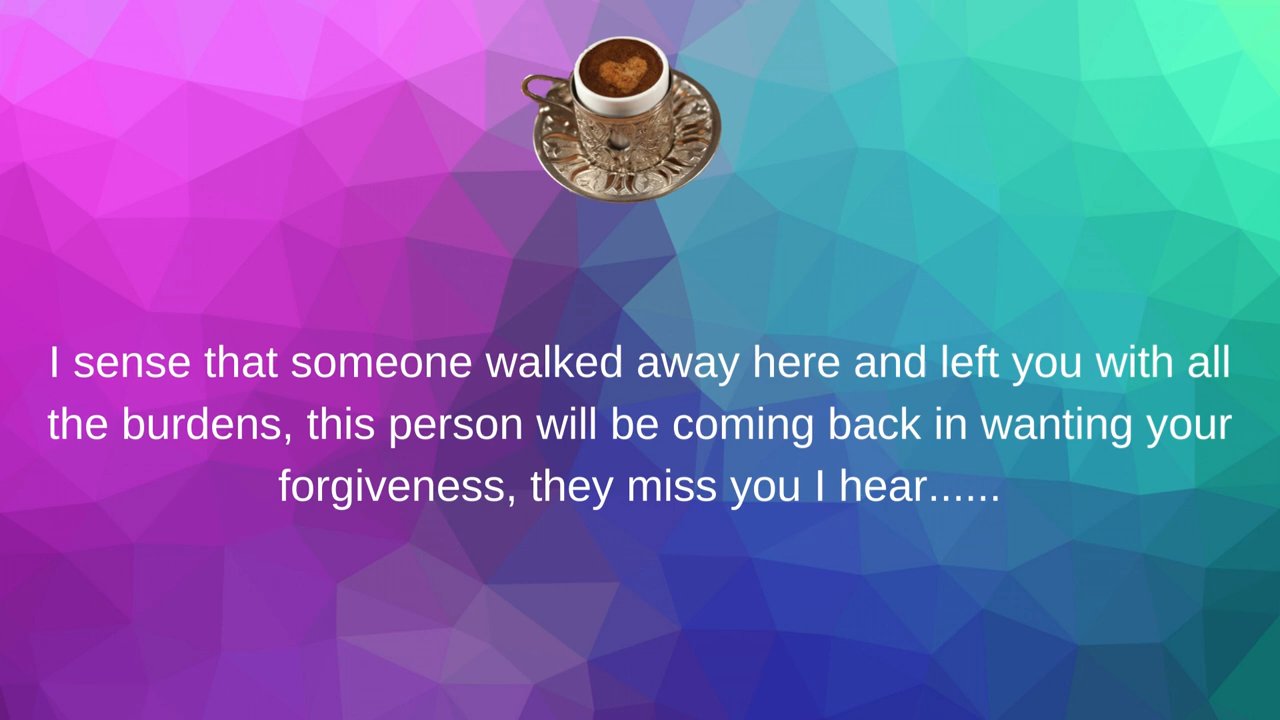 I sense that someone walked away here and left you with all
the burdens, this person will be coming back in wanting your
forgiveness, they miss you I hear......